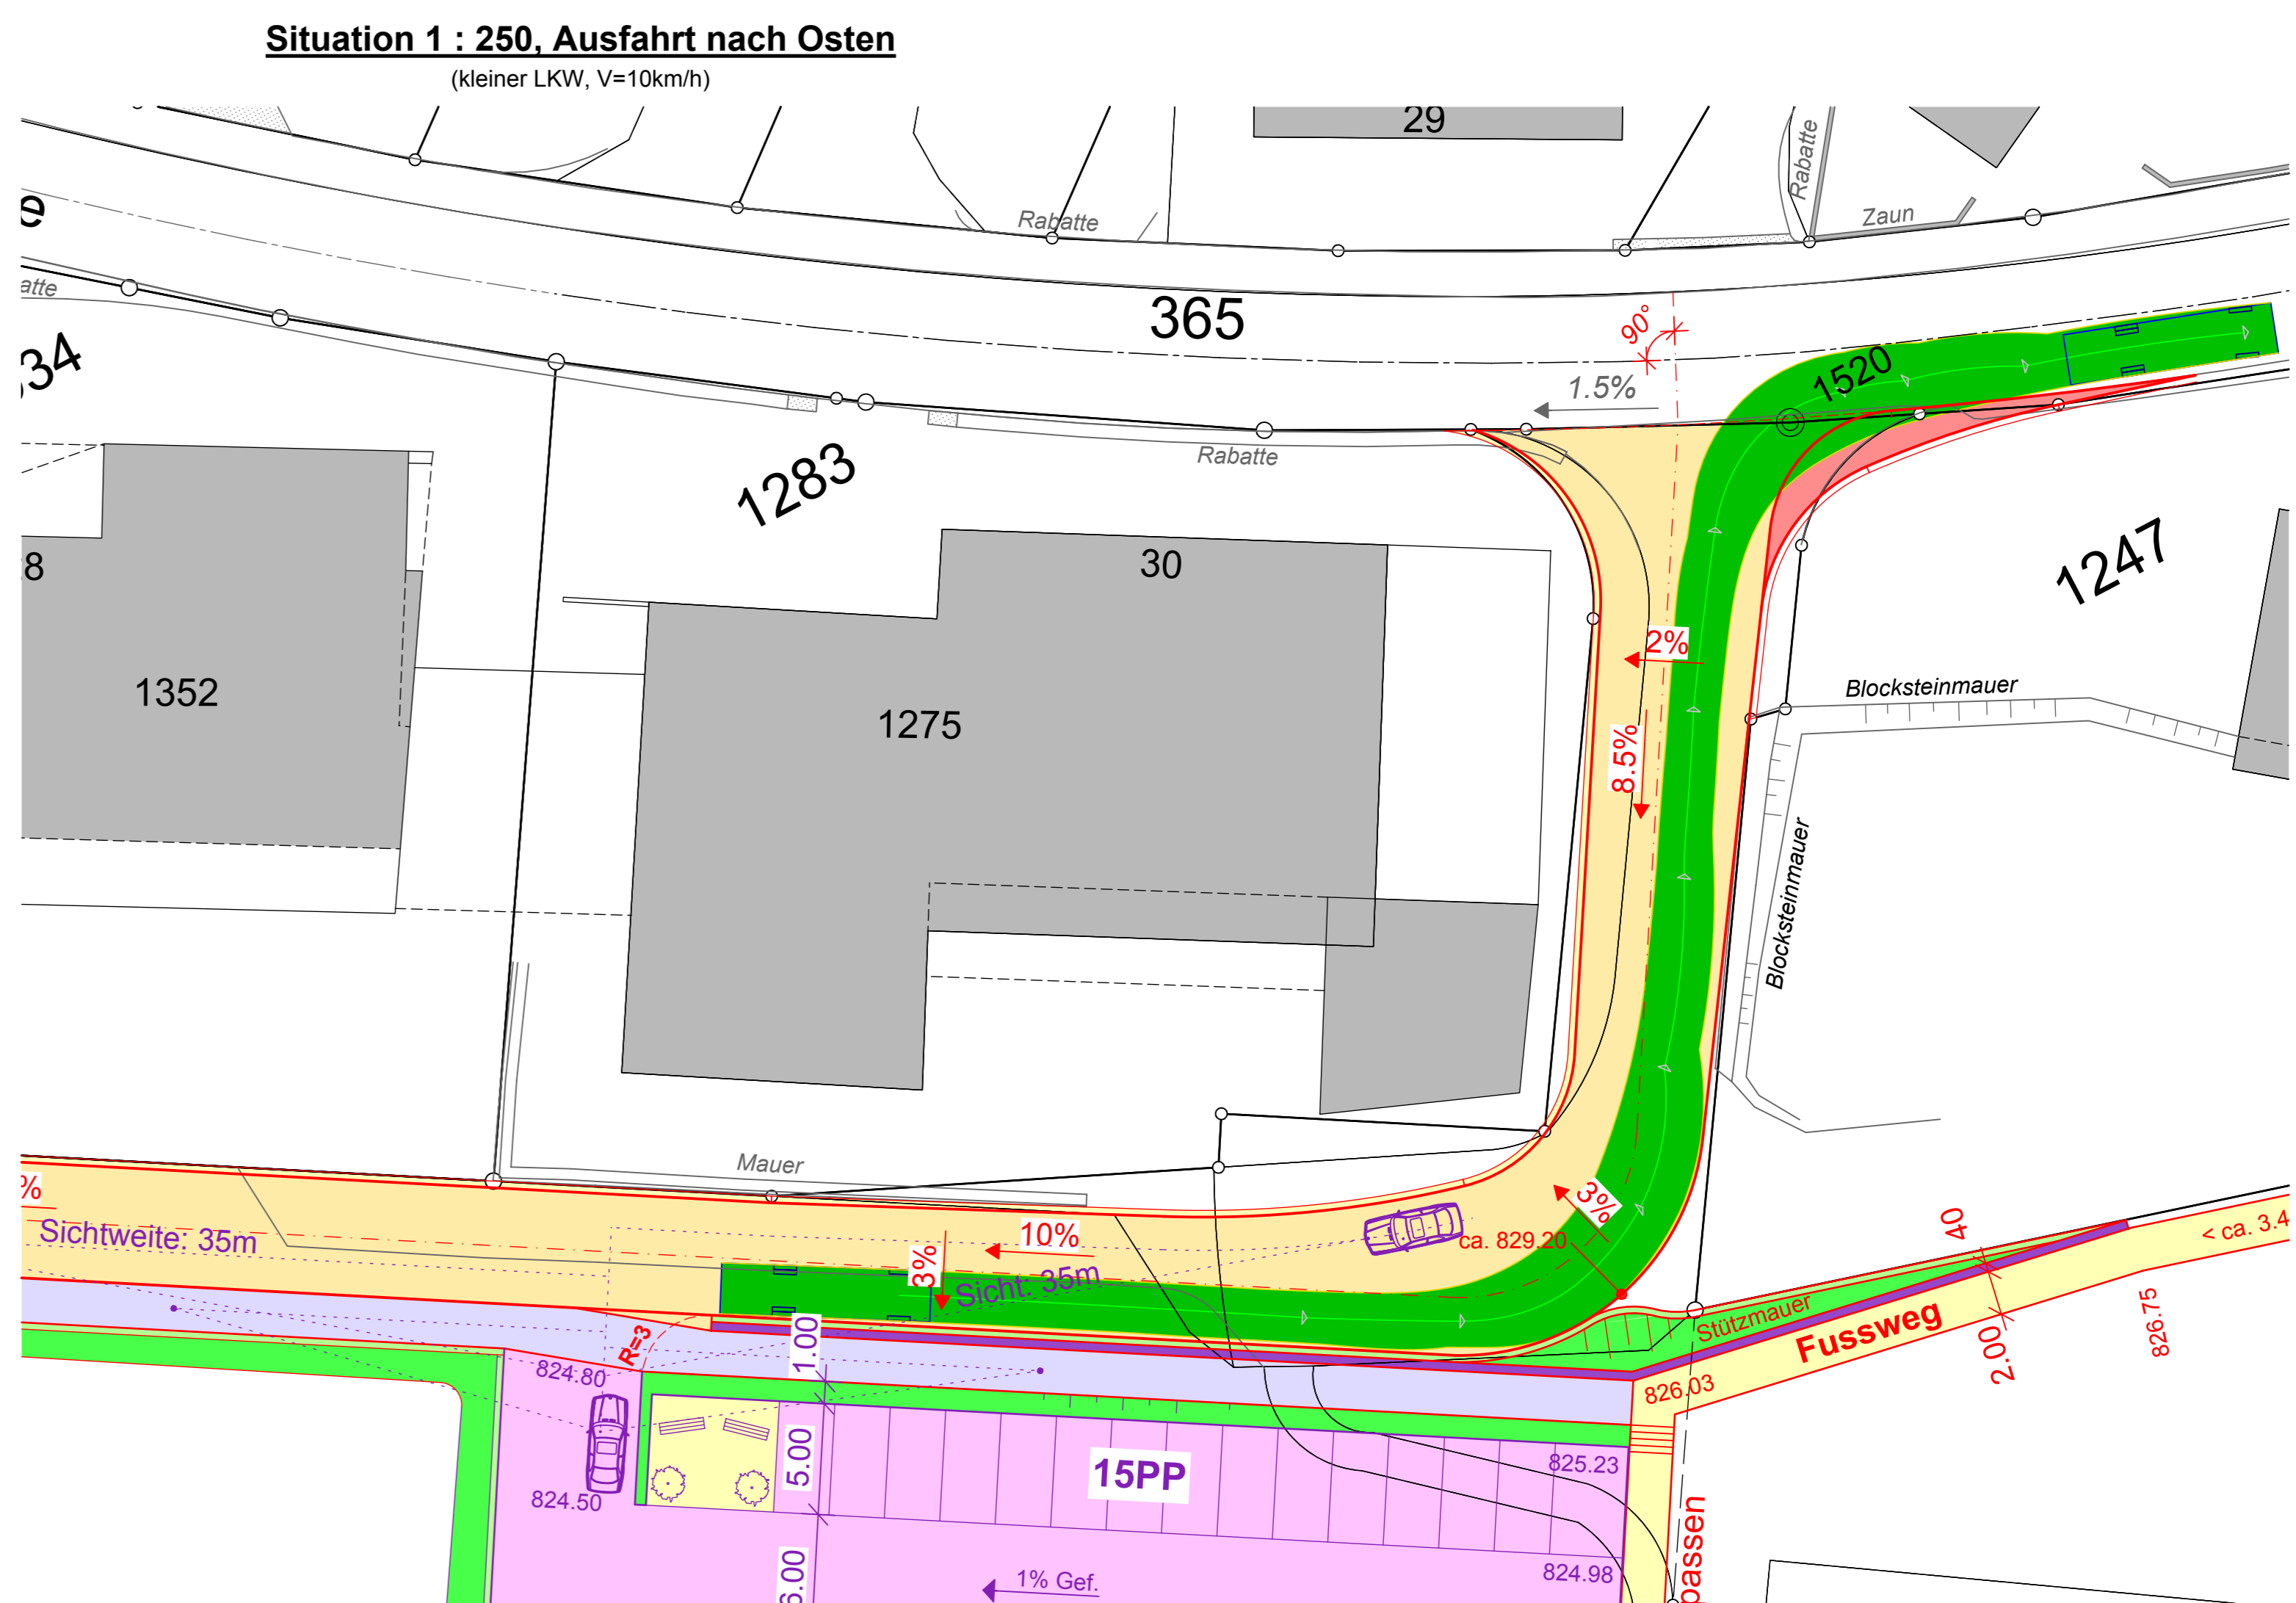 Situation 1 : 250, Ausfahrt nach Osten
(kleiner LKW, V=10km/h)
29
Rabatte
Rabatte
Zaun
e
atte
34
365
90°
1.5%
1520
Rabatte
1283
30
8
1247
2%
1352
1275
8.5%
Blocksteinmauer
Blocksteinmauer
Mauer
%
Sichtweite: 35m
10%
3%
Sicht: 35m
3%
ca. 829.20
40
< ca. 3.4
Stützmauer
Fussweg
2.00
826.75
R=3
1.00
824.80
826.03
5.00
15PP
825.23
824.50
824.98
passen
6.00
1% Gef.